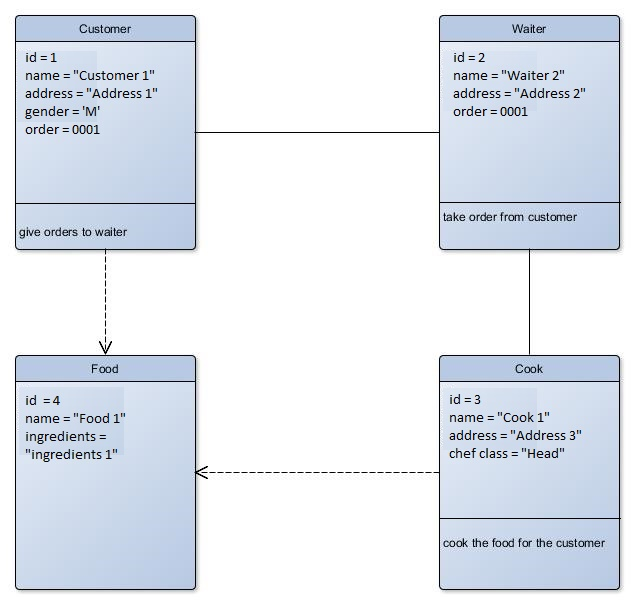 Customer
id = 1
name = "Customer 1"
address = "Address 1"
gender = 'M'
order = 0001
give orders to waiter
Waiter
id = 2
name = "Waiter 2"
address = "Address 2"
order = 0001
take order from customer
Food
id  = 4
name = "Food 1"
ingredients =
"ingredients 1"
Cook
id = 3
name = "Cook 1"
address = "Address 3"
chef class = "Head"
cook the food for the customer